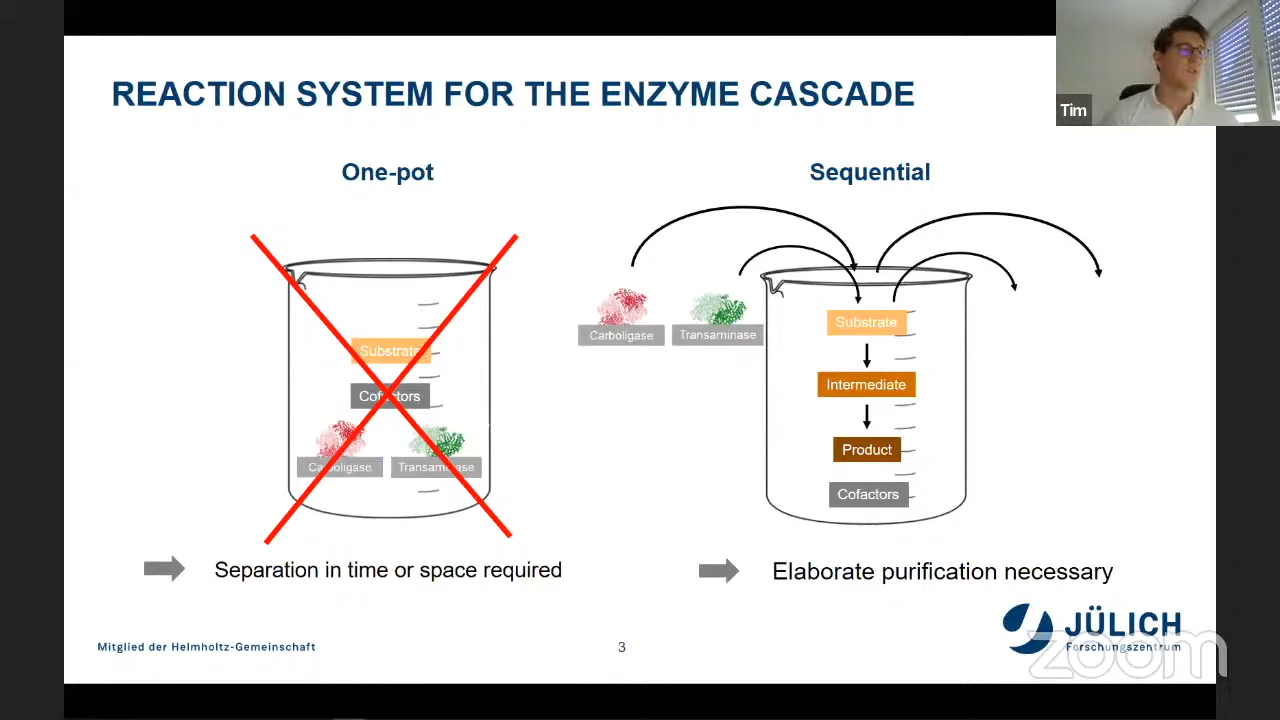 Tim
REACTION SYSTEM FOR THE ENZYME CASCADE
One-pot
Substrate
Cofactors
Carboligase
Transaminase
Separation in time or space required
Sequential
Carboligase
Transaminase
Substrate
Intermediate
Product
Cofactors
Elaborate purification necessary
Mitglied der Helmholtz-Gemeinschaft
3
JÜLICH
Forschungszentrum
zoom